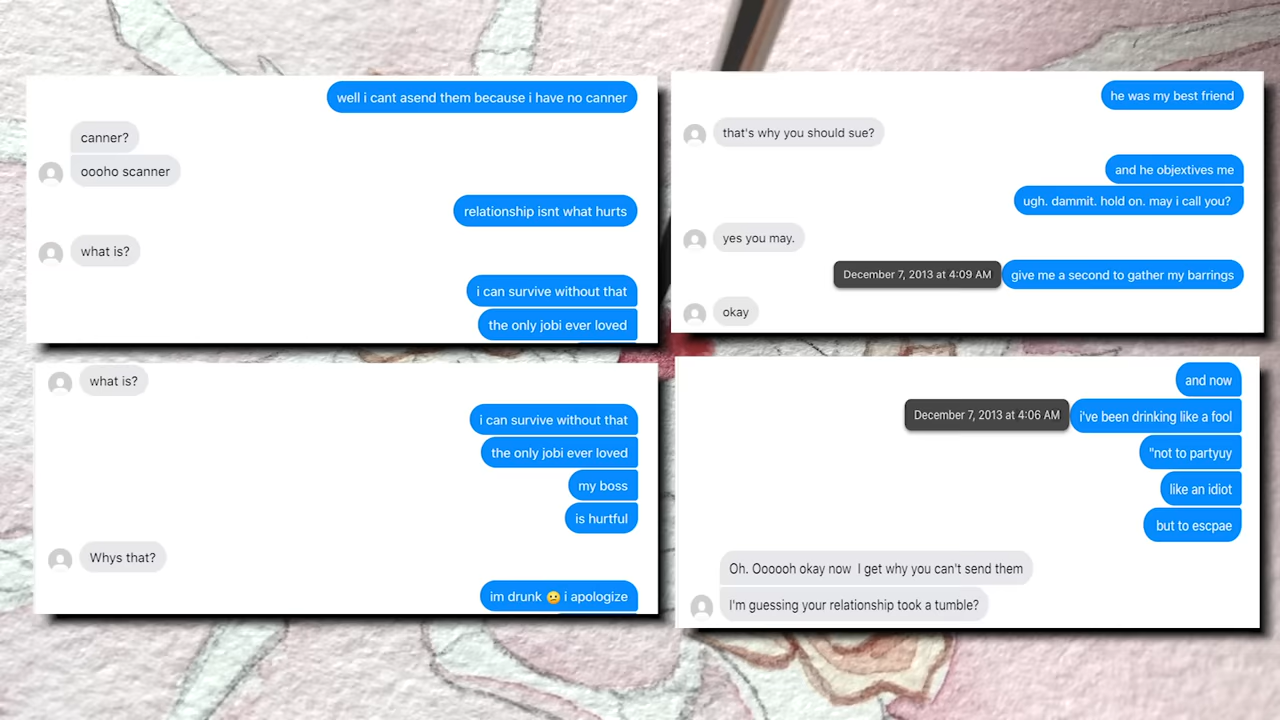 well i cant asend them because i have no canner
canner?
oooho scanner
relationship isnt what hurts
what is?
i can survive without that
the only jobi ever loved
he was my best friend
that's why you should sue?
and he objextives me
ugh. dammit. hold on. may i call you?
yes you may.
December 7, 2013 at 4:09 AM
give me a second to gather my barrings
okay
what is?
i can survive without that
the only jobi ever loved
my boss
is hurtful
Whys that?
im drunk 😕 i apologize
and now
December 7, 2013 at 4:06 AM
i've been drinking like a fool
"not to partyuy
like an idiot
but to escpae
Oh. Oooooh okay now I get why you can't send them
I'm guessing your relationship took a tumble?